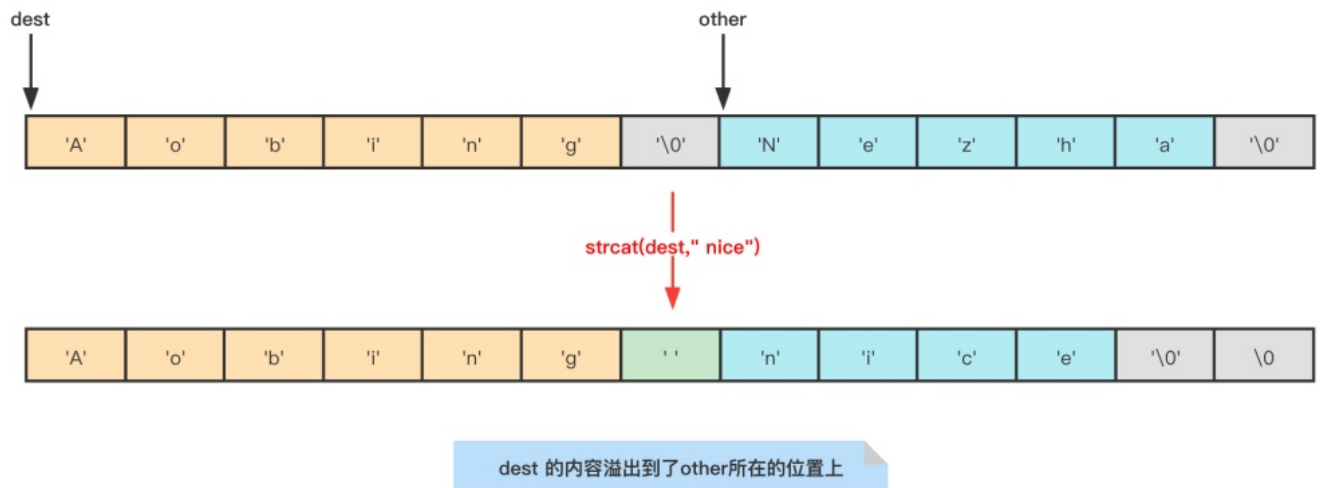 dest other
'A' 'o' 'b' 'i' 'n' 'g' '\0' 'N' 'e' 'z' 'h' 'a' '\0'
strcat(dest," nice")
'A' 'o' 'b' 'i' 'n' 'g' ' ' 'n' 'i' 'c' 'e' '\0' \0
dest 的内容溢出到了other所在的位置上